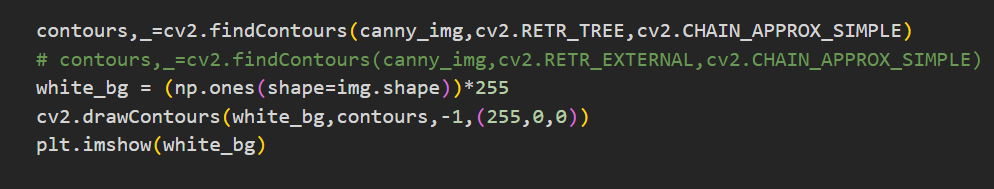 contours,_=cv2.findContours(canny_img,cv2.RETR_TREE,cv2.CHAIN_APPROX_SIMPLE)
# contours,_=cv2.findContours(canny_img,cv2.RETR_EXTERNAL,cv2.CHAIN_APPROX_SIMPLE)
white_bg = (np.ones(shape=img.shape))*255
cv2.drawContours(white_bg,contours,-1,(255,0,0))
plt.imshow(white_bg)